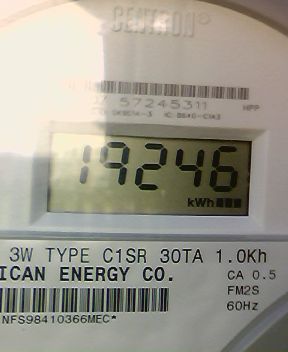 CENTRON®
57245311 HPP
19246
kWh
3W TYPE C1SR 30TA 1.0Kh
ICAN ENERGY CO. CA 0.5
FM2S
60Hz
NFS98410366MEC*